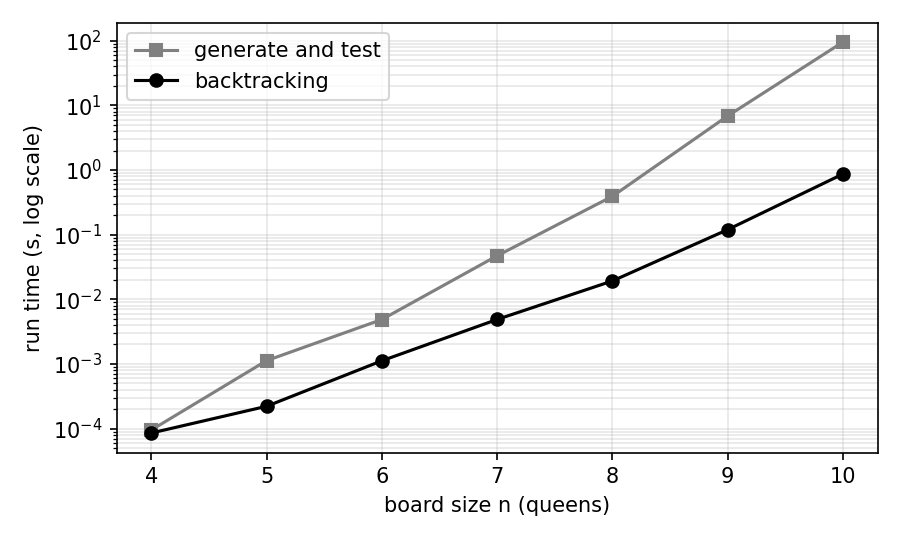 generate and test
backtracking
run time (s, log scale)
10²
10¹
10⁰
10⁻¹
10⁻²
10⁻³
10⁻⁴
4 5 6 7 8 9 10
board size n (queens)